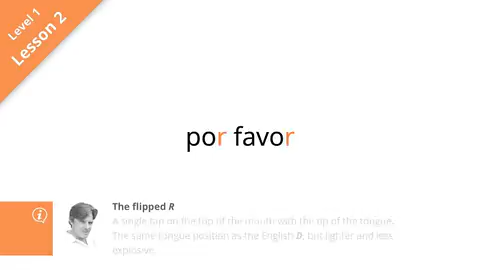 Level 1
Lesson 2
por favor
The flipped R
A single tap on the top of the mouth with the tip of the tongue.
The same tongue position as the English D, but lighter and less
explosive.